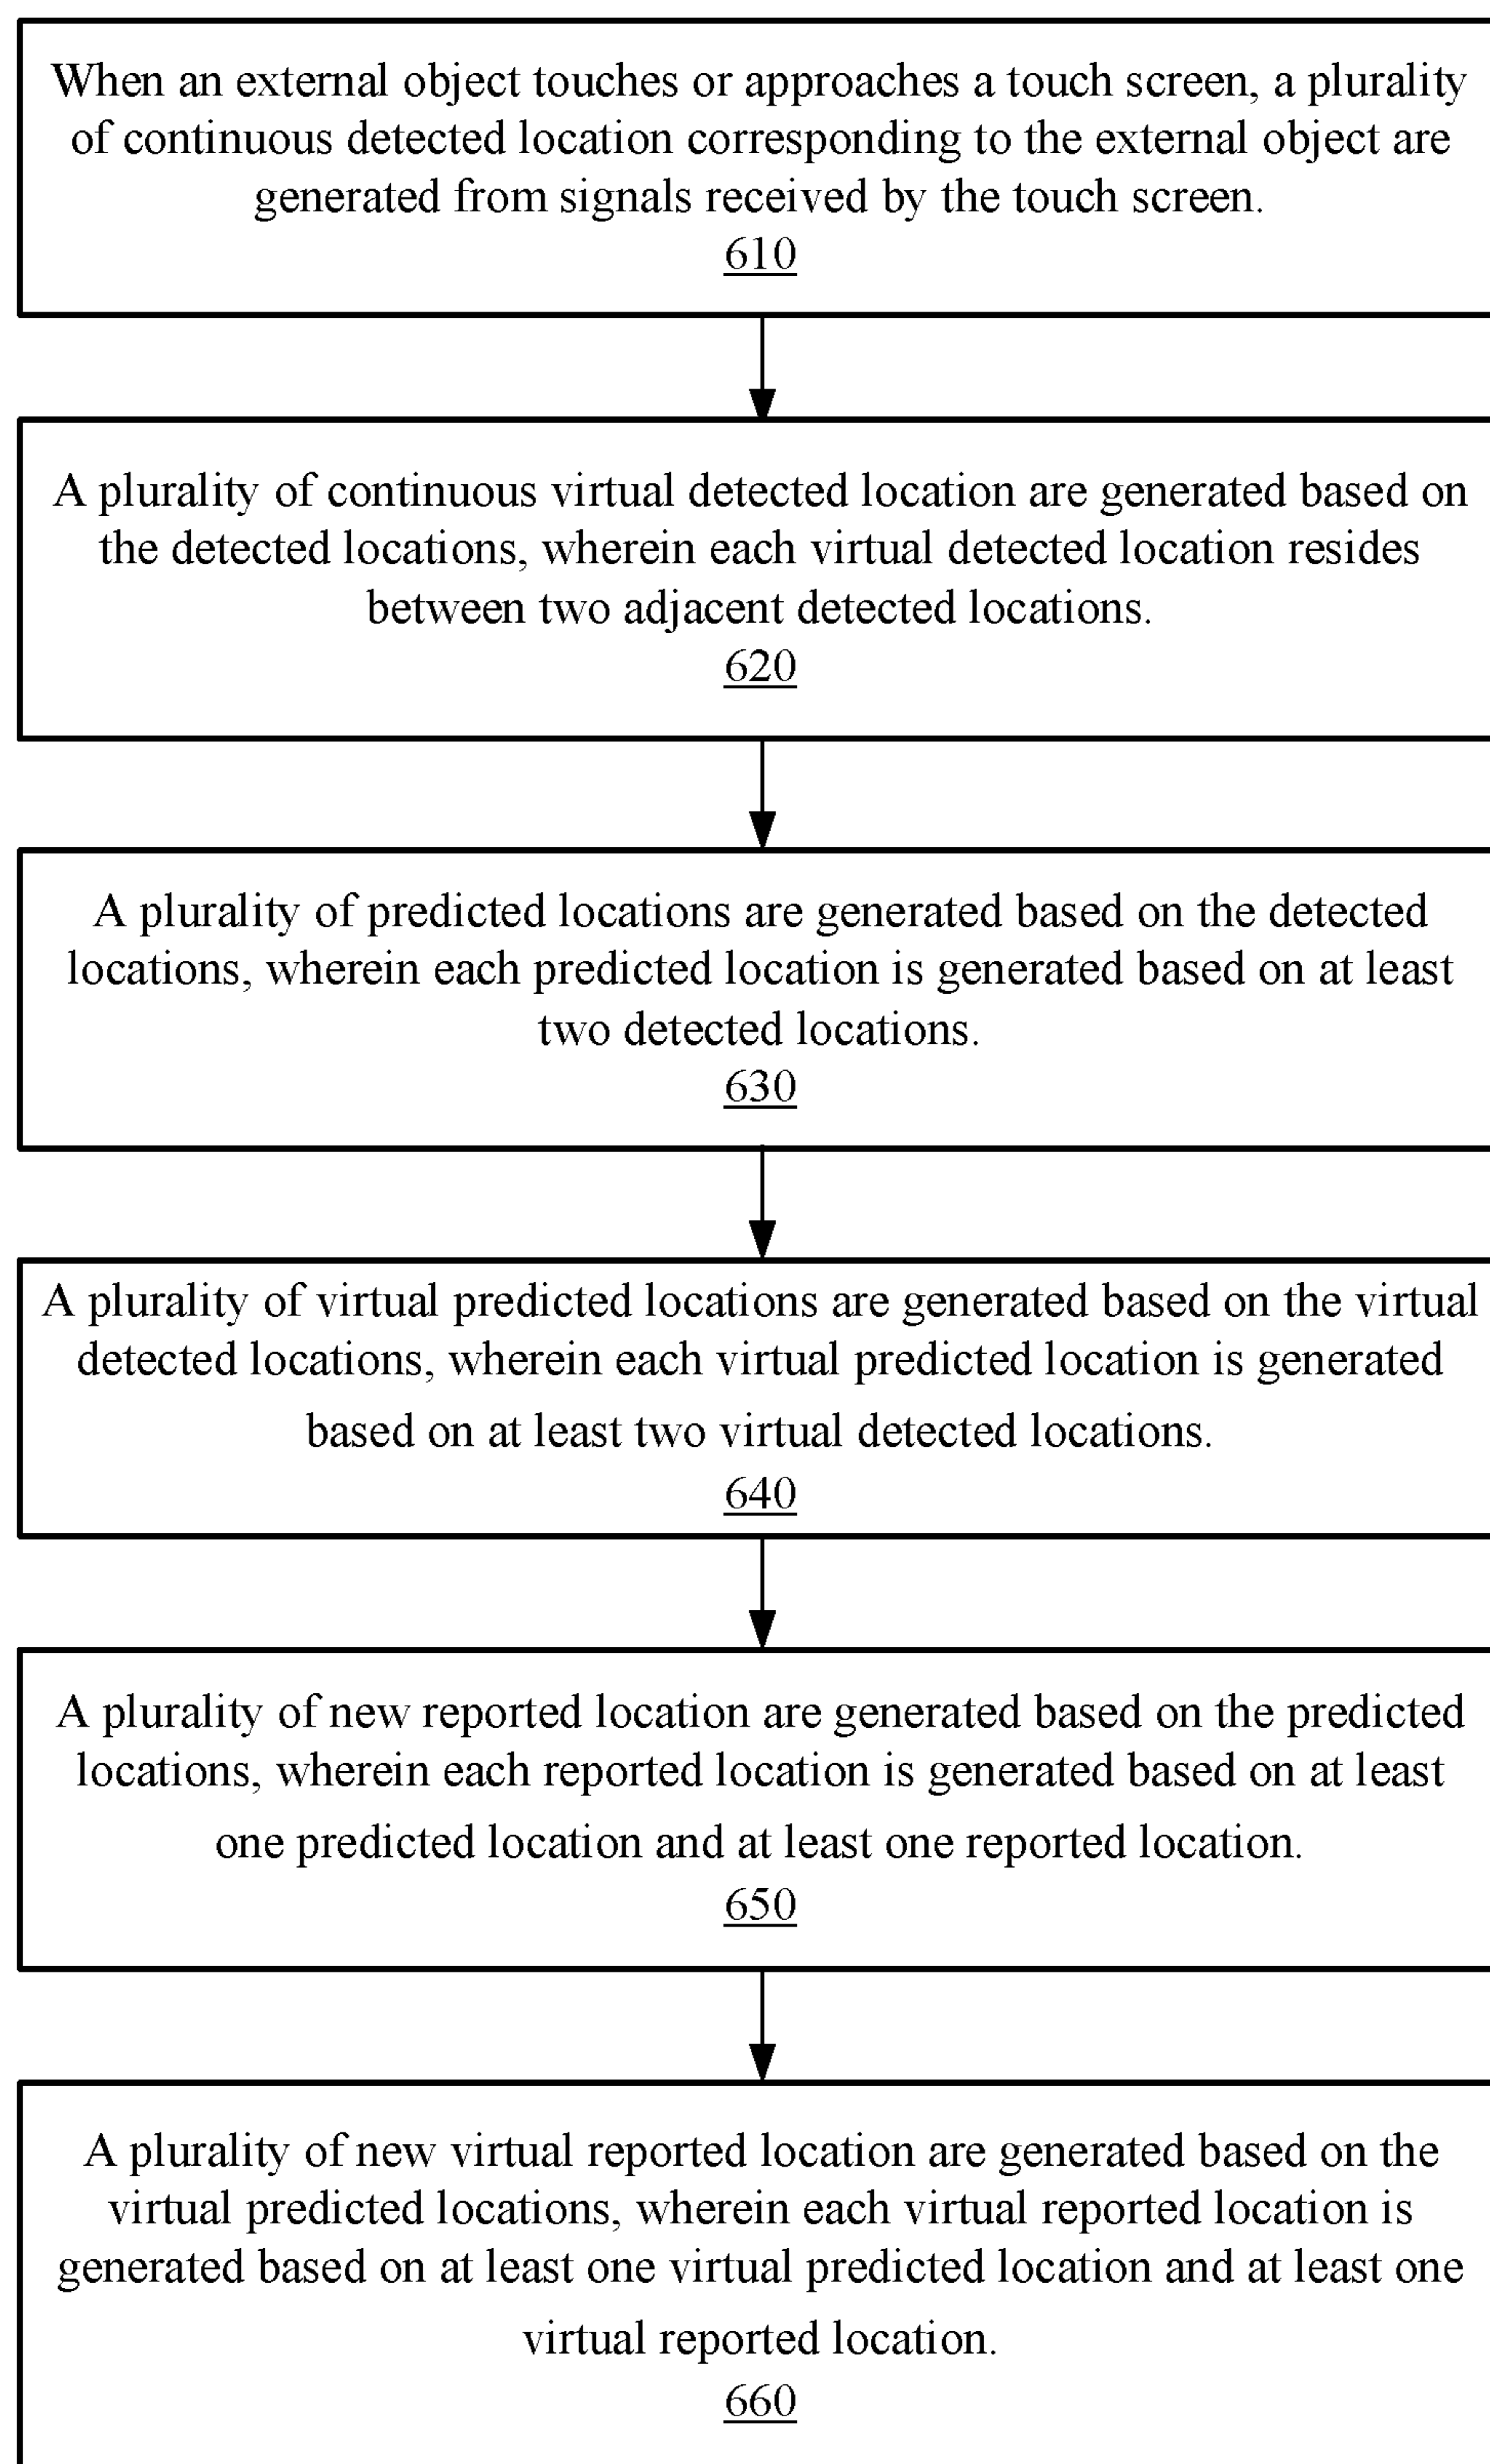 When an external object touches or approaches a touch screen, a plurality
of continuous detected location corresponding to the external object are
generated from signals received by the touch screen.
610
A plurality of continuous virtual detected location are generated based on
the detected locations, wherein each virtual detected location resides
between two adjacent detected locations.
620
A plurality of predicted locations are generated based on the detected
locations, wherein each predicted location is generated based on at least
two detected locations.
630
A plurality of virtual predicted locations are generated based on the virtual
detected locations, wherein each virtual predicted location is generated
based on at least two virtual detected locations.
640
A plurality of new reported location are generated based on the predicted
locations, wherein each reported location is generated based on at least
one predicted location and at least one reported location.
650
A plurality of new virtual reported location are generated based on the
virtual predicted locations, wherein each virtual reported location is
generated based on at least one virtual predicted location and at least one
virtual reported location.
660